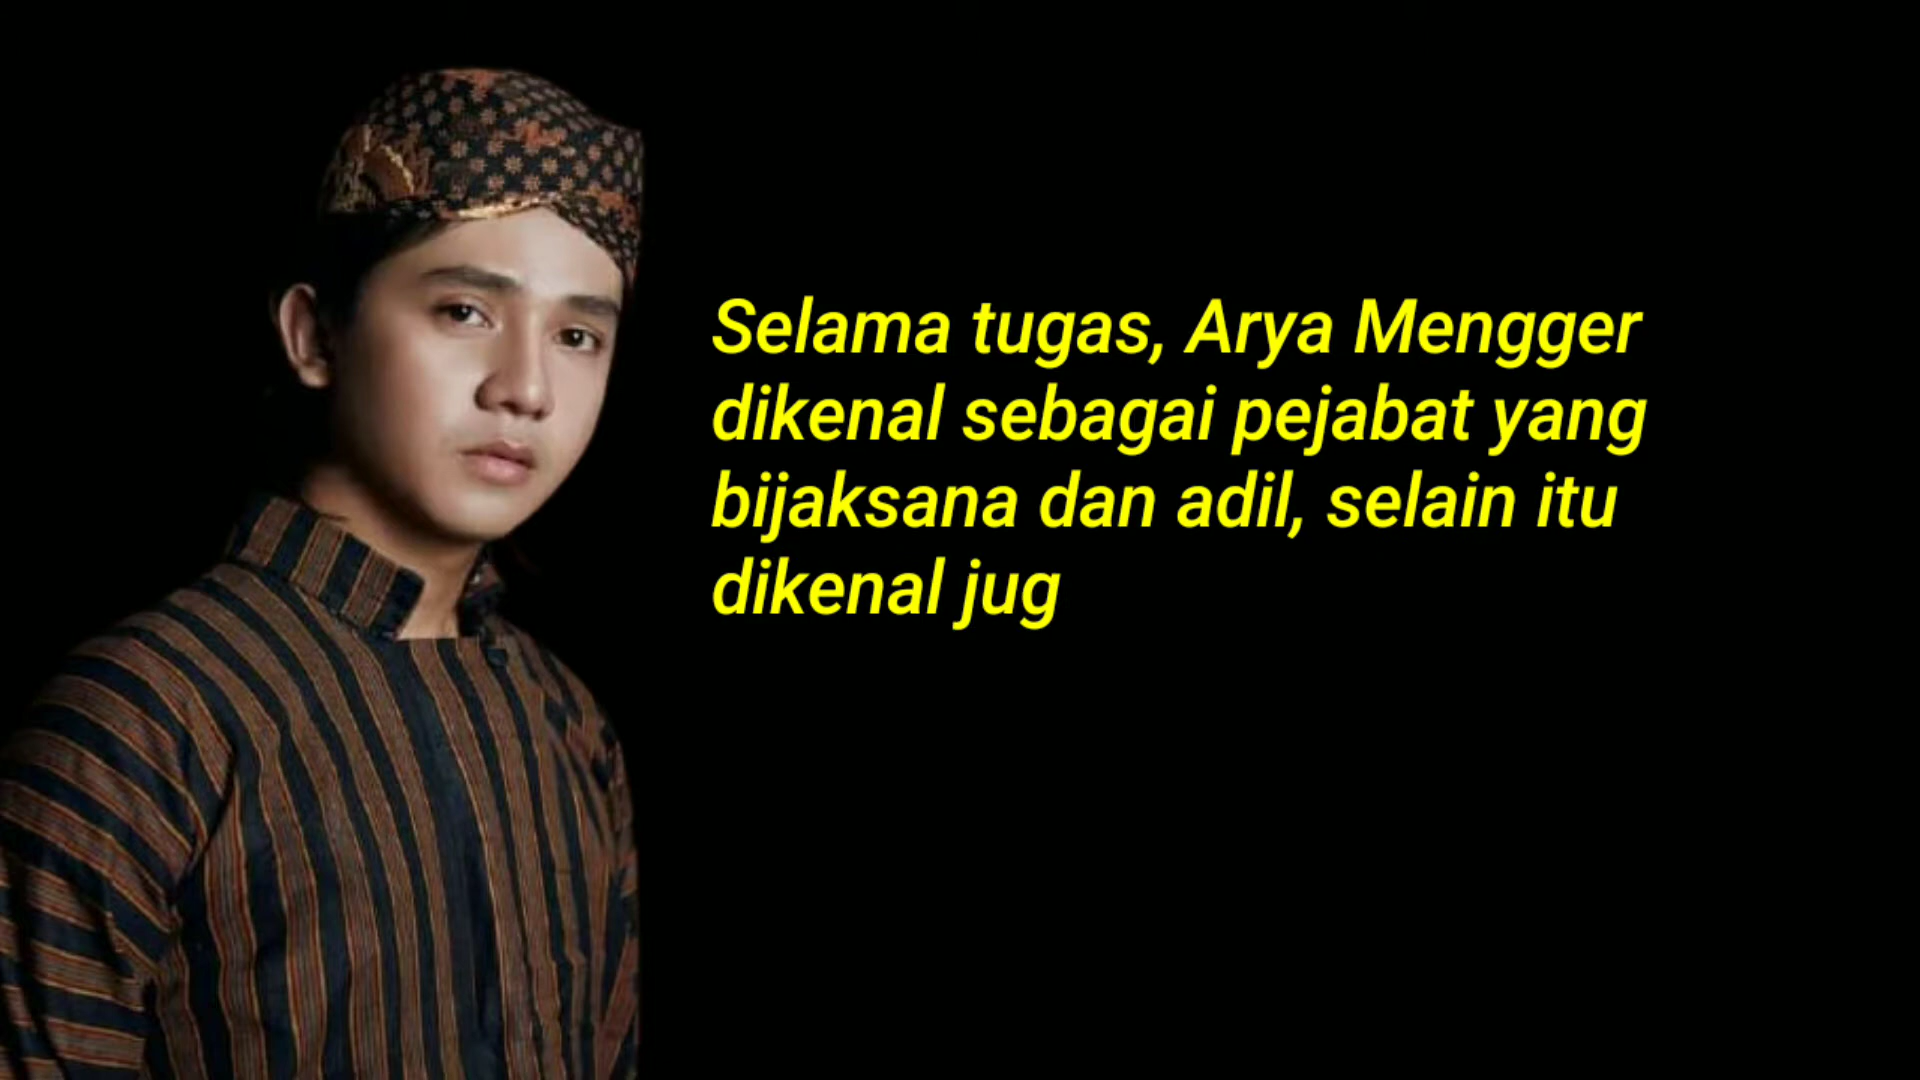 Selama tugas, Arya Mengger
dikenal sebagai pejabat yang
bijaksana dan adil, selain itu
dikenal jug